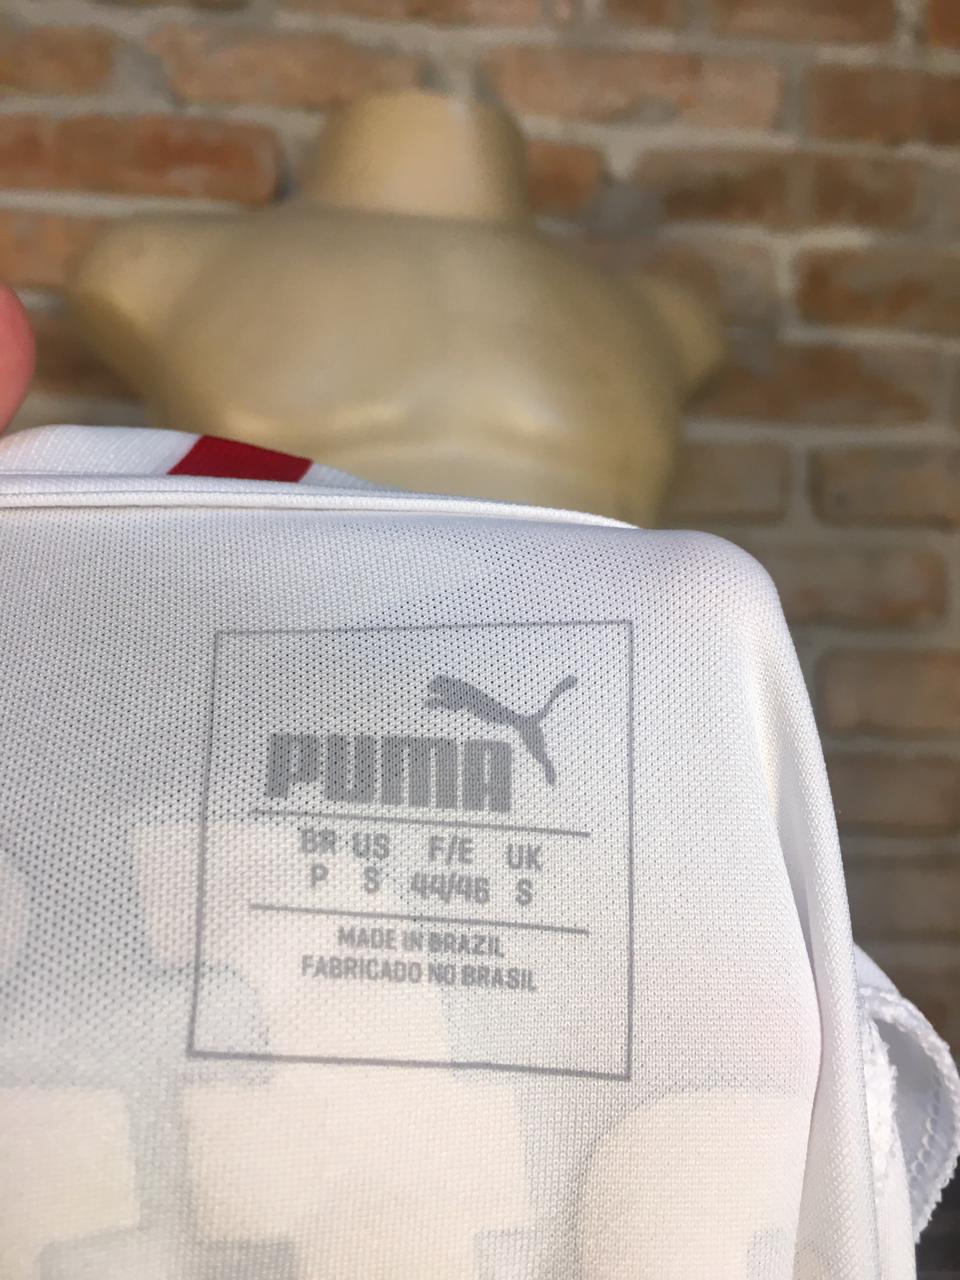 PUMA
BR US F/E UK
P S 44/46 S
MADE IN BRAZIL
FABRICADO NO BRASIL